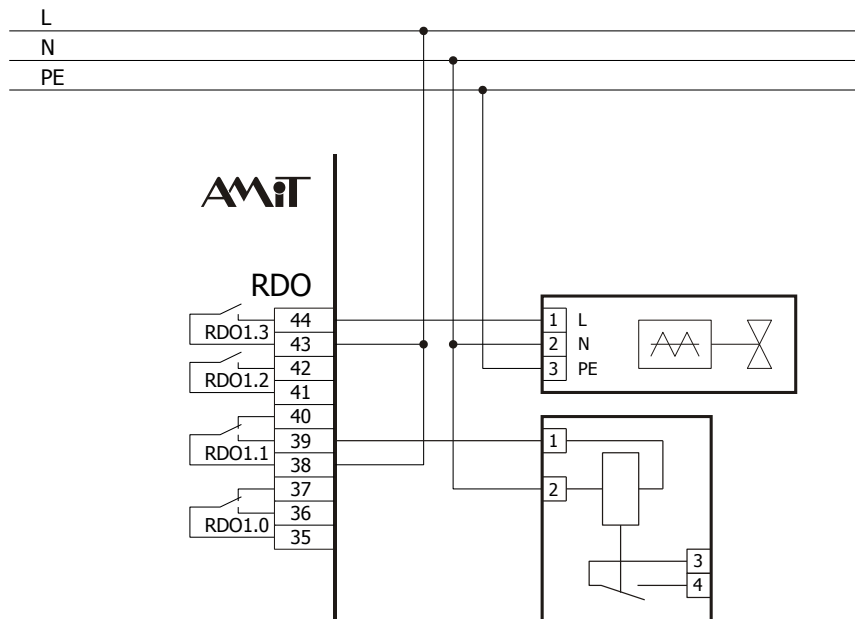 L
N
PE
AMiT
RDO
RDO1.3
44
43
RDO1.2
42
41
40
RDO1.1
39
38
37
RDO1.0
36
35
1 L
2 N
3 PE
1
2
3
4